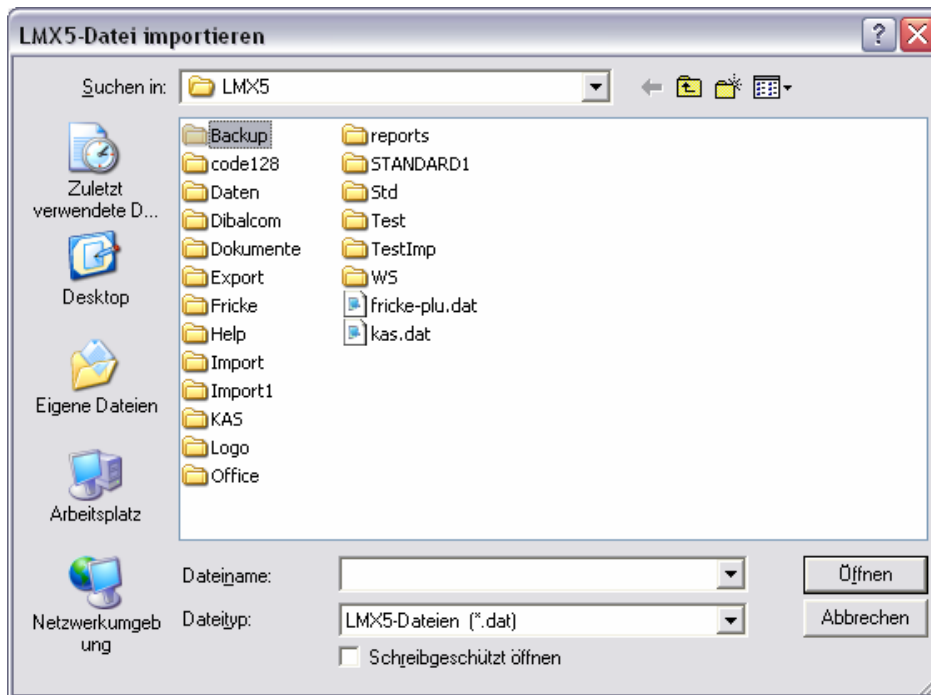 LMX5-Datei importieren
Suchen in:
LMX5
Zuletzt
verwendete D...
Desktop
Eigene Dateien
Arbeitsplatz
Netzwerkumgeb
ung
Backup
code128
Daten
Dibalcom
Dokumente
Export
Fricke
Help
Import
Import1
KAS
Logo
Office
reports
STANDARD1
Std
Test
TestImp
WS
fricke-plu.dat
kas.dat
Dateiname:
Öffnen
Dateityp:
LMX5-Dateien (*.dat)
Abbrechen
Schreibgeschützt öffnen